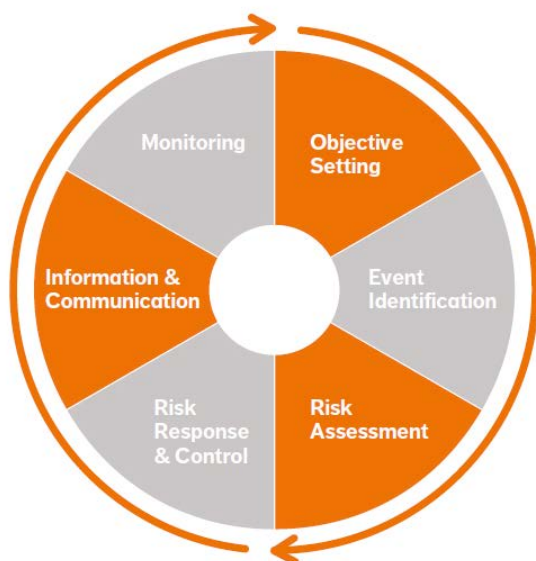 Monitoring
Objective
Setting
Information &
Communication
Event
Identification
Risk
Response
& Control
Risk
Assessment